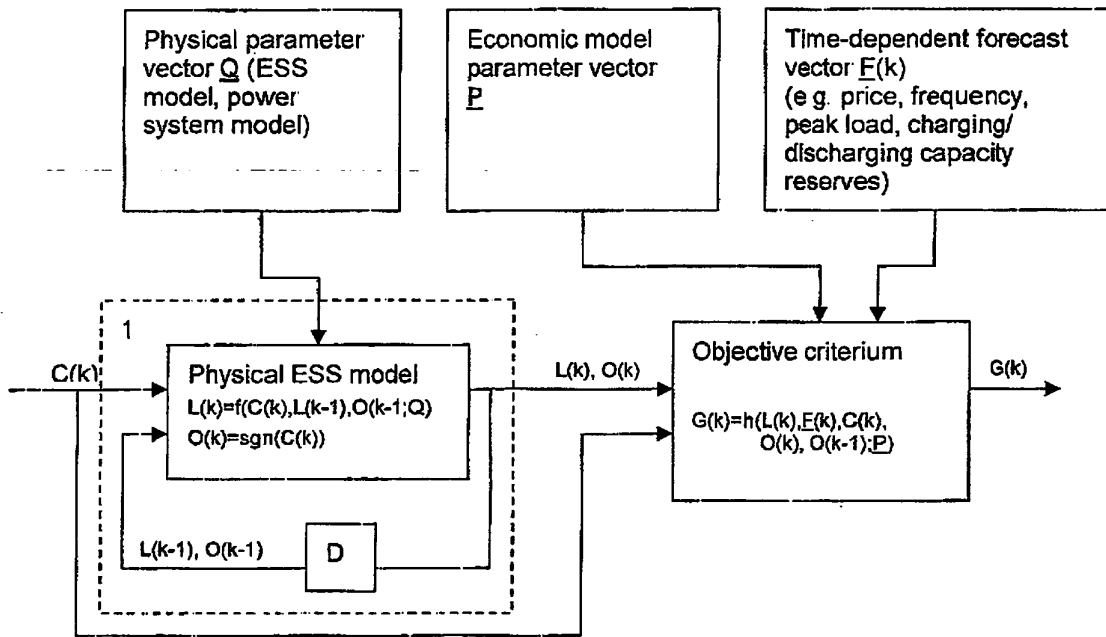 Physical parameter
vector Q (ESS
model, power
system model)
Economic model
parameter vector
P
Time-dependent forecast
vector F(k)
(e g. price, frequency,
peak load, charging/
discharging capacity
reserves)
1
C(k)
Physical ESS model
L(k)=f(C(k),L(k-1),O(k-1;Q)
O(k)=sgn(C(k))
L(k), O(k)
Objective criterium
G(k)=h(L(k),F(k),C(k),
O(k), O(k-1);P)
G(k)
L(k-1), O(k-1)
D